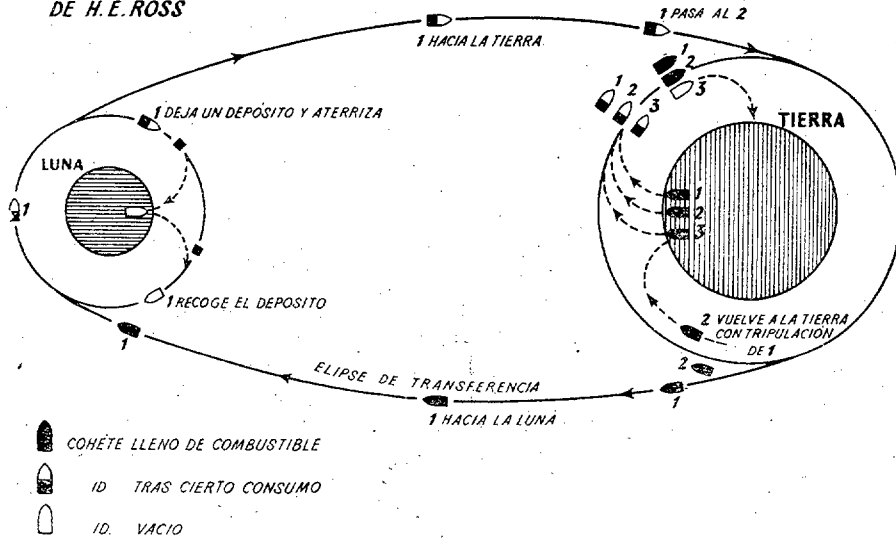 DE H.E.ROSS
1 HACIA LA TIERRA
1 PASA AL 2
1
2
3
1
2
3
1 DEJA UN DEPÓSITO Y ATERRIZA
TIERRA
LUNA
1
1
2
3
1 RECOGE EL DEPOSITO
2 VUELVE A LA TIERRA
CON TRIPULACIÓN
DE 1
1
2
1
ELIPSE DE TRANSFERENCIA
1 HACIA LA LUNA
COHETE LLENO DE COMBUSTIBLE
ID TRAS CIERTO CONSUMO
ID. VACIO